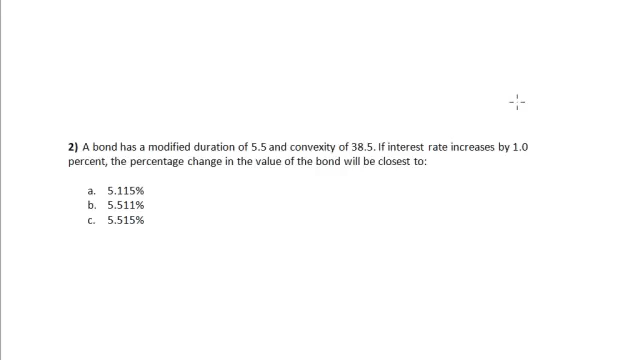 2) A bond has a modified duration of 5.5 and convexity of 38.5. If interest rate increases by 1.0
percent, the percentage change in the value of the bond will be closest to:
a. 5.115%
b. 5.511%
c. 5.515%